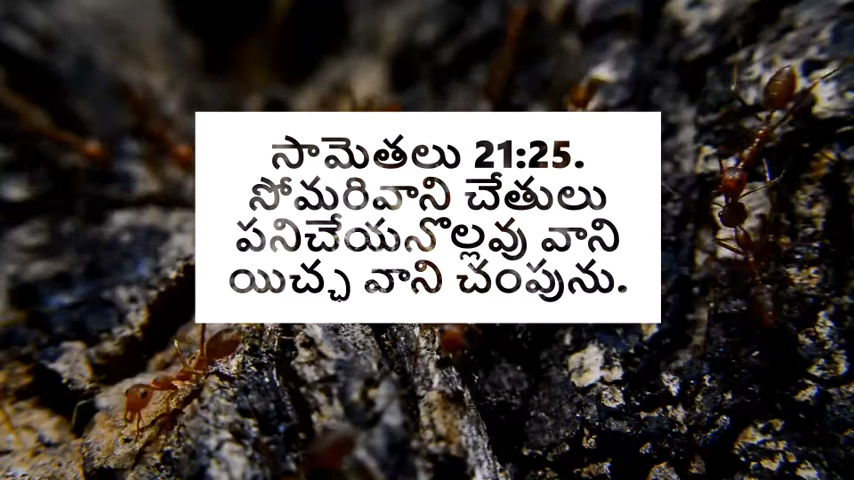 సామెతలు 21:25.
సోమరివాని చేతులు
పనిచేయనొల్లవు వాని
యిచ్ఛ వాని చంపును.